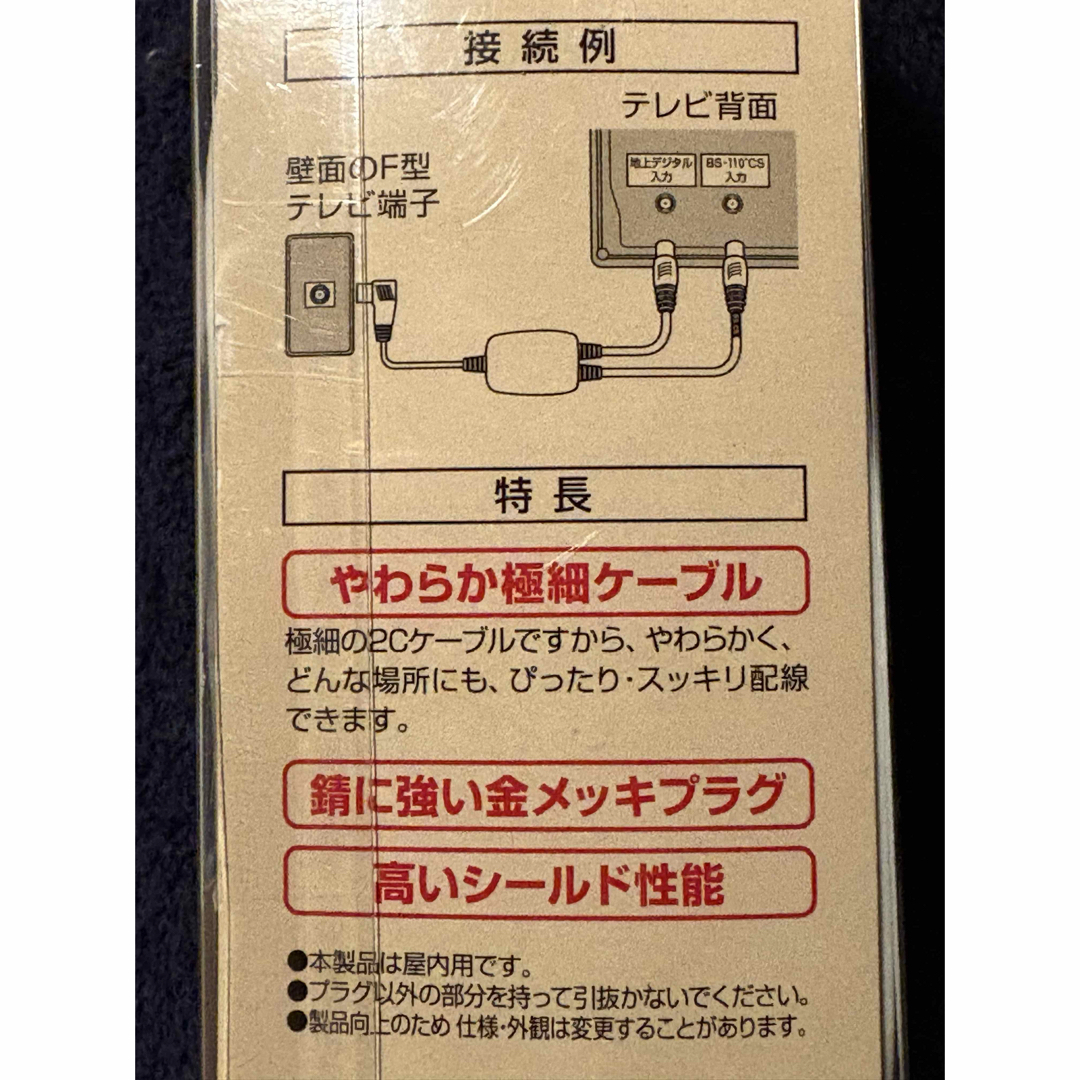 接続例
テレビ背面
壁面のF型
テレビ端子
地上デジタル
入力
BS-110°CS
入力
特長
やわらか極細ケーブル
極細の2Cケーブルですから、やわらかく、
どんな場所にも、ぴったり・スッキリ配線
できます。
錆に強い金メッキプラグ
高いシールド性能
●本製品は屋内用です。
●プラグ以外の部分を持って引抜かないでください。
●製品向上のため 仕様・外観は変更することがあります。